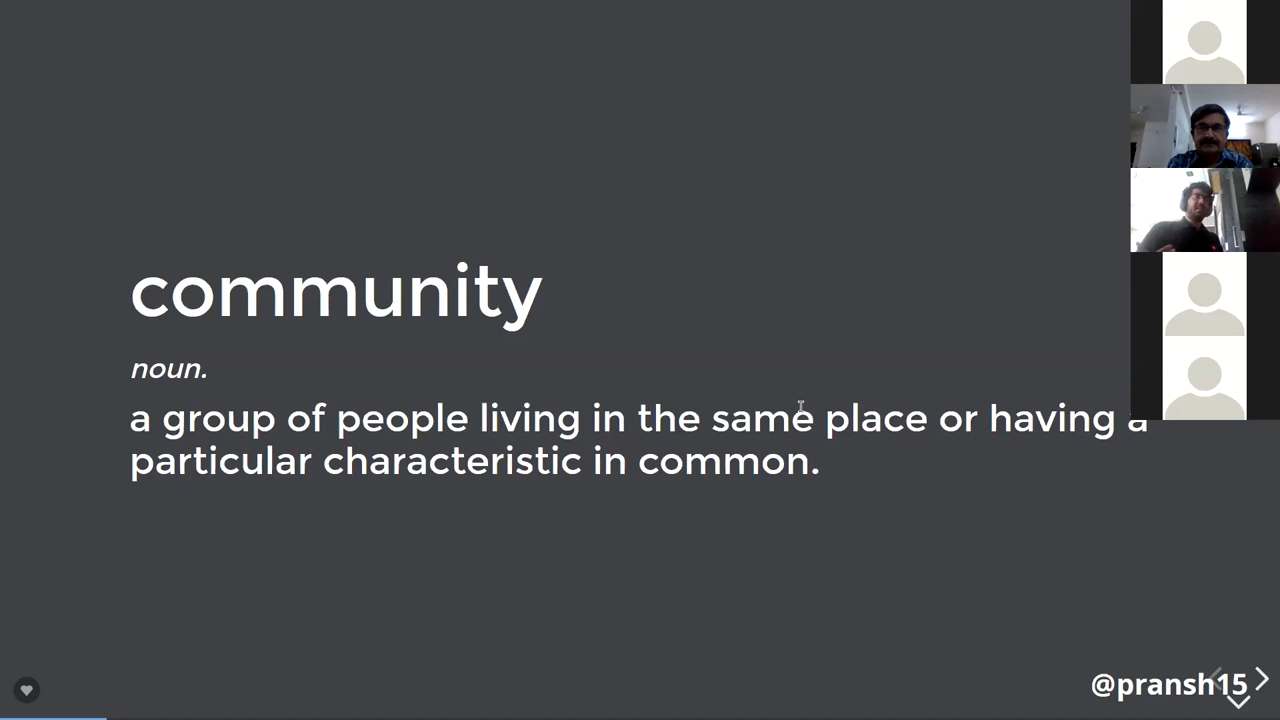 community
noun.
a group of people living in the same place or having a
particular characteristic in common.
@pransh15